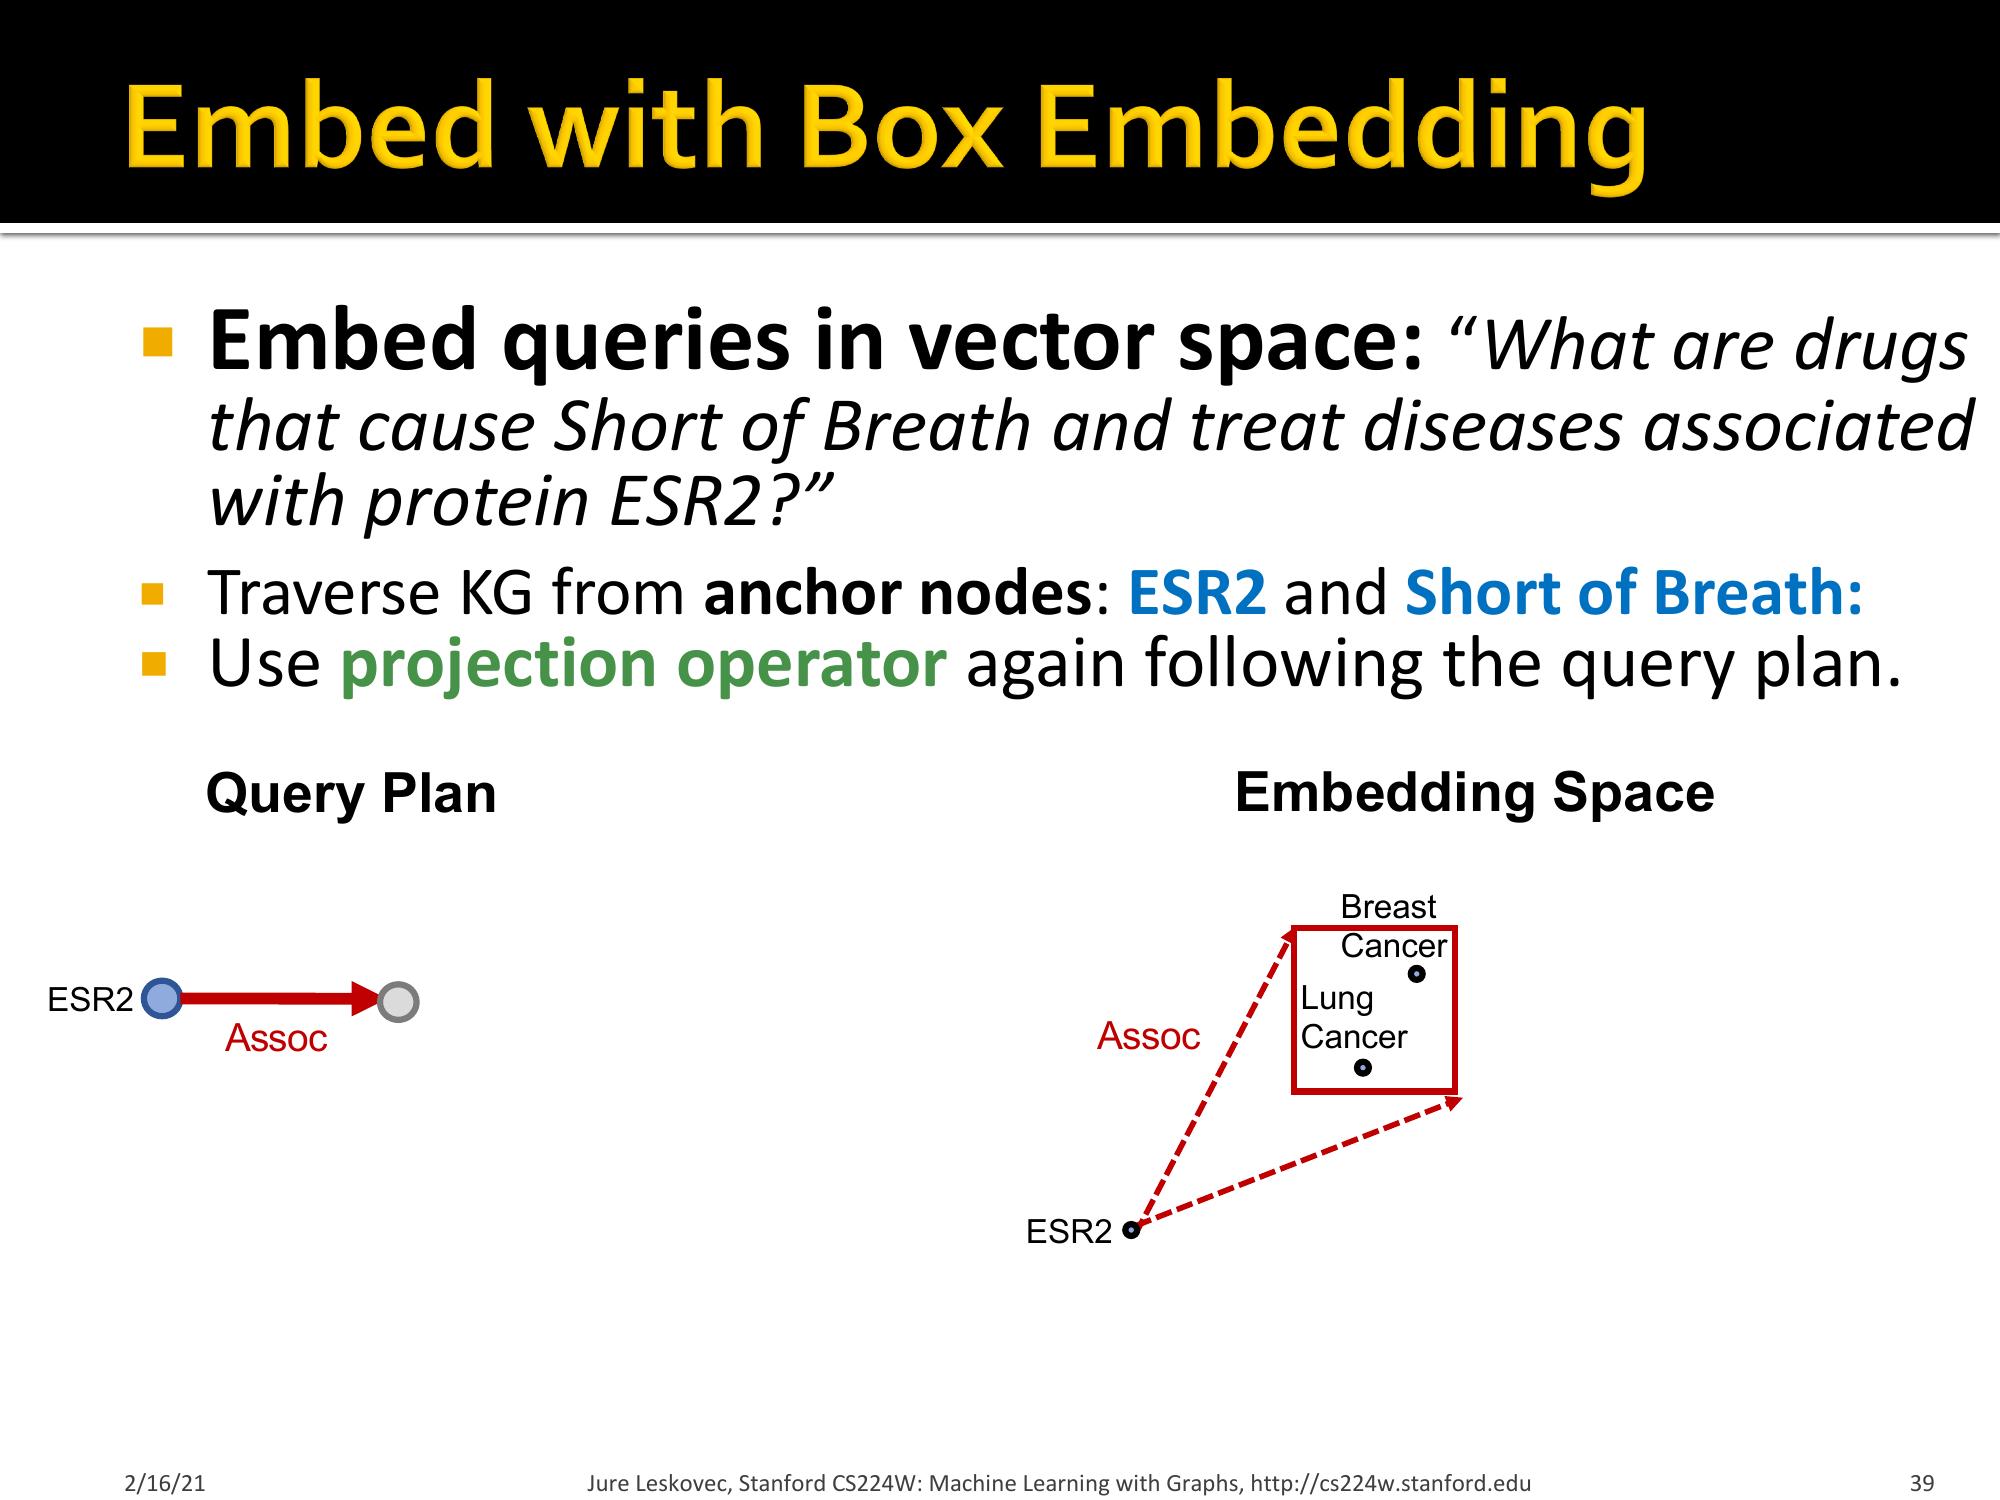 Embed with Box Embedding
Embed queries in vector space: “What are drugs
that cause Short of Breath and treat diseases associated
with protein ESR2?”
Traverse KG from anchor nodes: ESR2 and Short of Breath:
Use projection operator again following the query plan.
Query Plan
Embedding Space
ESR2
Assoc
Breast
Cancer
Lung
Cancer
Assoc
ESR2
2/16/21
Jure Leskovec, Stanford CS224W: Machine Learning with Graphs, http://cs224w.stanford.edu
39